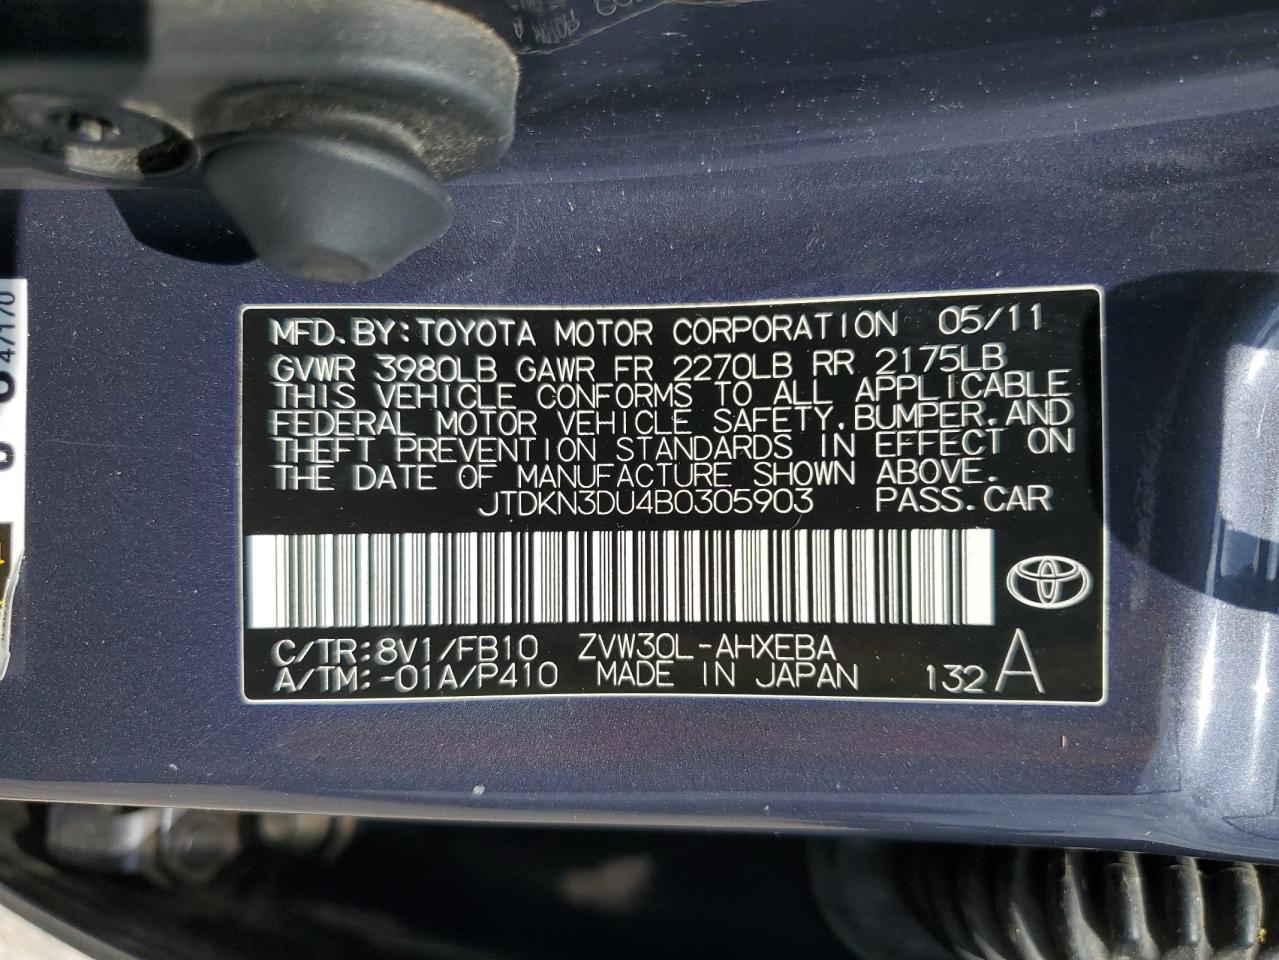 MFD.BY:TOYOTA MOTOR CORPORATION 05/11
GVWR 3980LB GAWR FR 2270LB RR 2175LB
THIS VEHICLE CONFORMS TO ALL APPLICABLE
FEDERAL MOTOR VEHICLE SAFETY,BUMPER,AND
THEFT PREVENTION STANDARDS IN EFFECT ON
THE DATE OF MANUFACTURE SHOWN ABOVE.
JTDKN3DU4B0305903 PASS.CAR
C/TR:8V1/FB10 ZVW30L-AHXEBA
A/TM:-01A/P410 MADE IN JAPAN 132 A